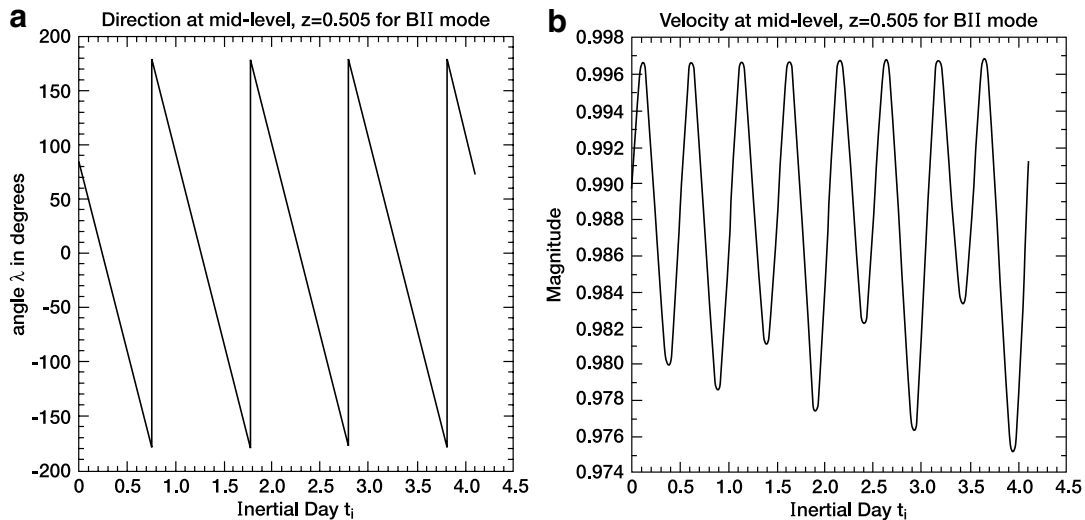 a
Direction at mid-level, z=0.505 for BII mode
200
150
100
50
0
-50
-100
-150
-200
angle λ in degrees
0 0.5 1.0 1.5 2.0 2.5 3.0 3.5 4.0 4.5
Inertial Day ti
b
Velocity at mid-level, z=0.505 for BII mode
0.998
0.996
0.994
0.992
0.990
0.988
0.986
0.984
0.982
0.980
0.978
0.976
0.974
Magnitude
0 0.5 1.0 1.5 2.0 2.5 3.0 3.5 4.0 4.5
Inertial Day ti